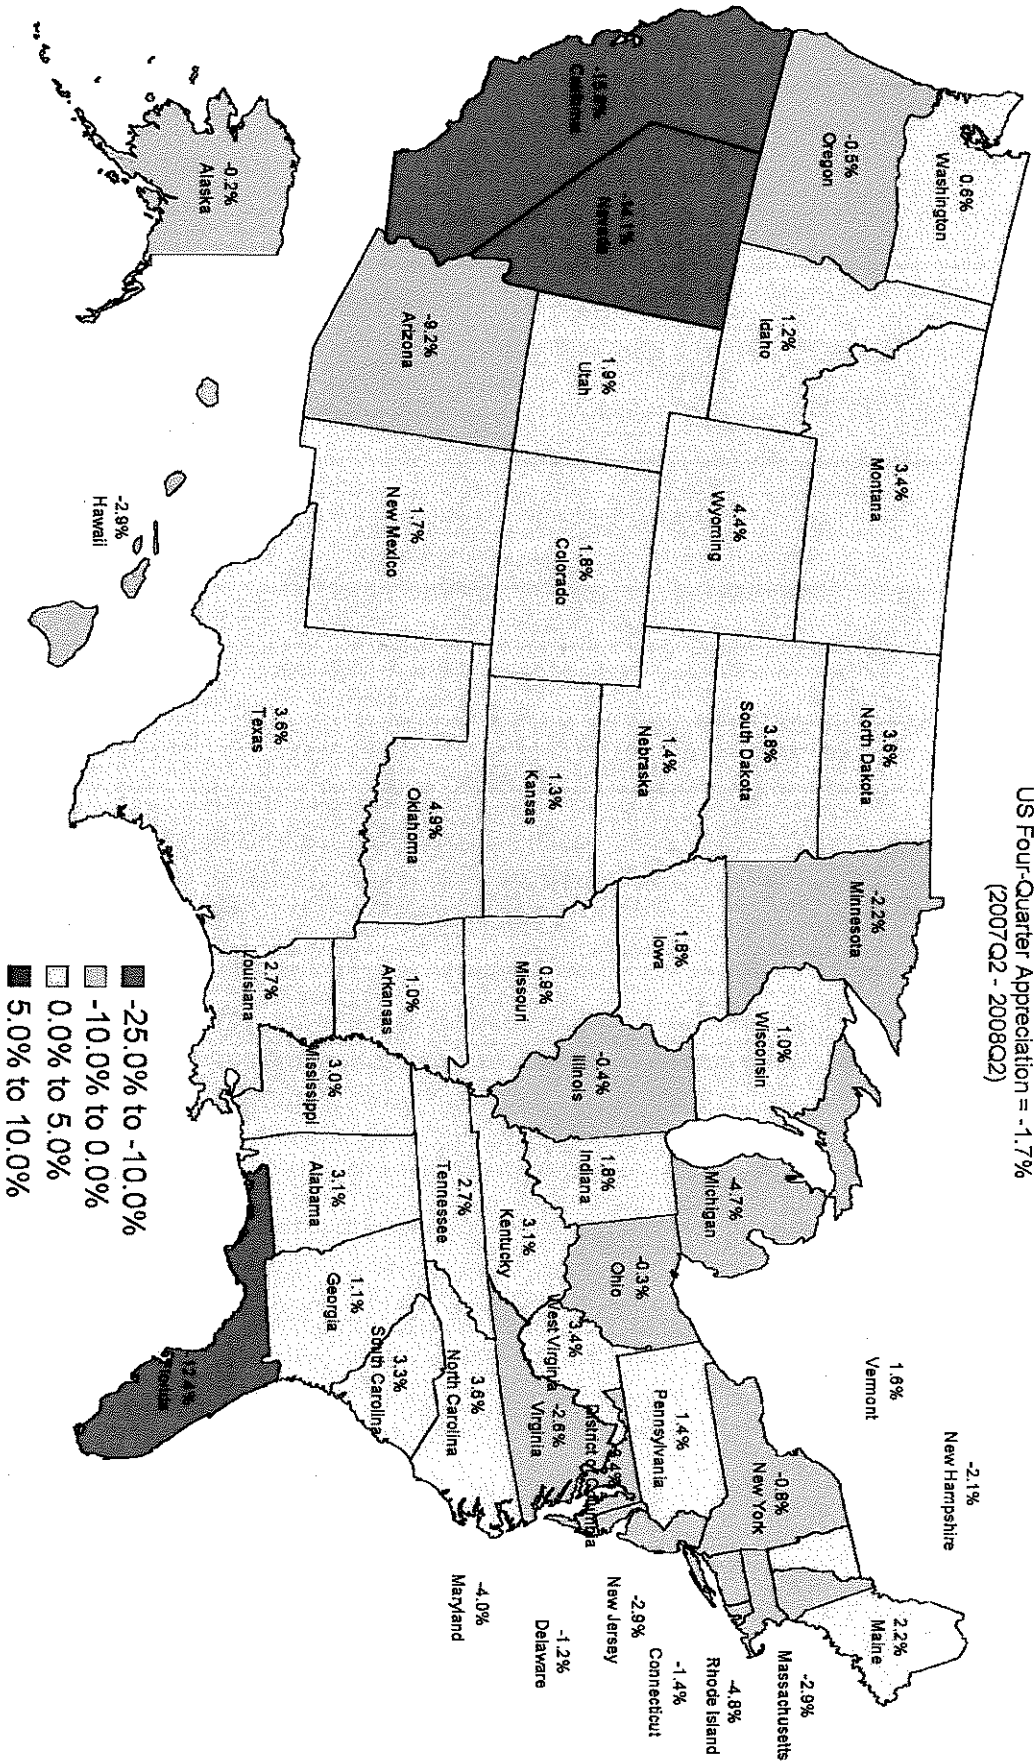 US Four-Quarter Appreciation = -1.7%
(2007Q2 - 2008Q2)
0.6%
Washington
-0.5%
Oregon
Nevada
1.2%
Idaho
3.4%
Montana
4.4%
Wyoming
1.9%
Utah
-9.2%
Arizona
1.8%
Colorado
1.7%
New Mexico
3.6%
North Dakota
3.8%
South Dakota
1.4%
Nebraska
1.3%
Kansas
4.9%
Oklahoma
3.6%
Texas
-2.2%
Minnesota
1.8%
Iowa
0.9%
Missouri
1.0%
Arkansas
2.7%
Louisiana
1.0%
Wisconsin
-0.4%
Illinois
-4.7%
Michigan
1.8%
Indiana
-0.3%
Ohio
3.1%
Kentucky
2.7%
Tennessee
3.0%
Mississippi
3.1%
Alabama
1.1%
Georgia
3.3%
South Carolina
3.6%
North Carolina
-2.6%
Virginia
3.4%
West Virginia
District of Columbia
1.4%
Pennsylvania
-0.8%
New York
1.6%
Vermont
-2.1%
New Hampshire
2.2%
Maine
-2.9%
Massachusetts
-4.8%
Rhode Island
-1.4%
Connecticut
-2.9%
New Jersey
-1.2%
Delaware
-4.0%
Maryland
-0.2%
Alaska
-2.9%
Hawaii
-25.0% to -10.0%
-10.0% to 0.0%
0.0% to 5.0%
5.0% to 10.0%